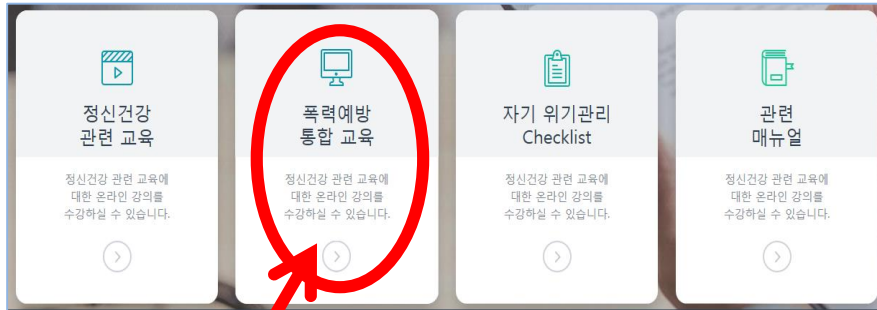 정신건강
관련 교육
정신건강 관련 교육에
대한 온라인 강의를
수강하실 수 있습니다.
폭력예방
통합 교육
정신건강 관련 교육에
대한 온라인 강의를
수강하실 수 있습니다.
자기 위기관리
Checklist
정신건강 관련 교육에
대한 온라인 강의를
수강하실 수 있습니다.
관련
매뉴얼
정신건강 관련 교육에
대한 온라인 강의를
수강하실 수 있습니다.